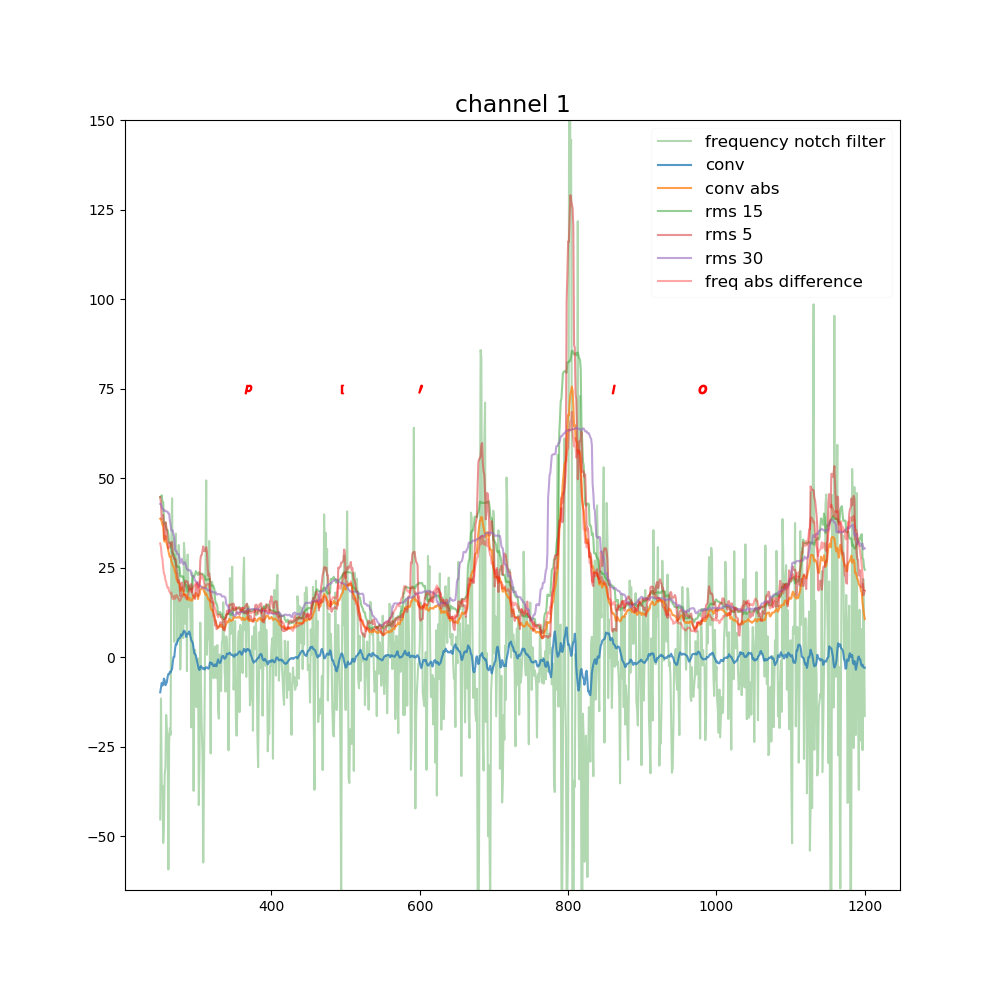 channel 1
150
125
100
75
50
25
0
−25
−50
400 600 800 1000 1200
frequency notch filter
conv
conv abs
rms 15
rms 5
rms 30
freq abs difference
p
o